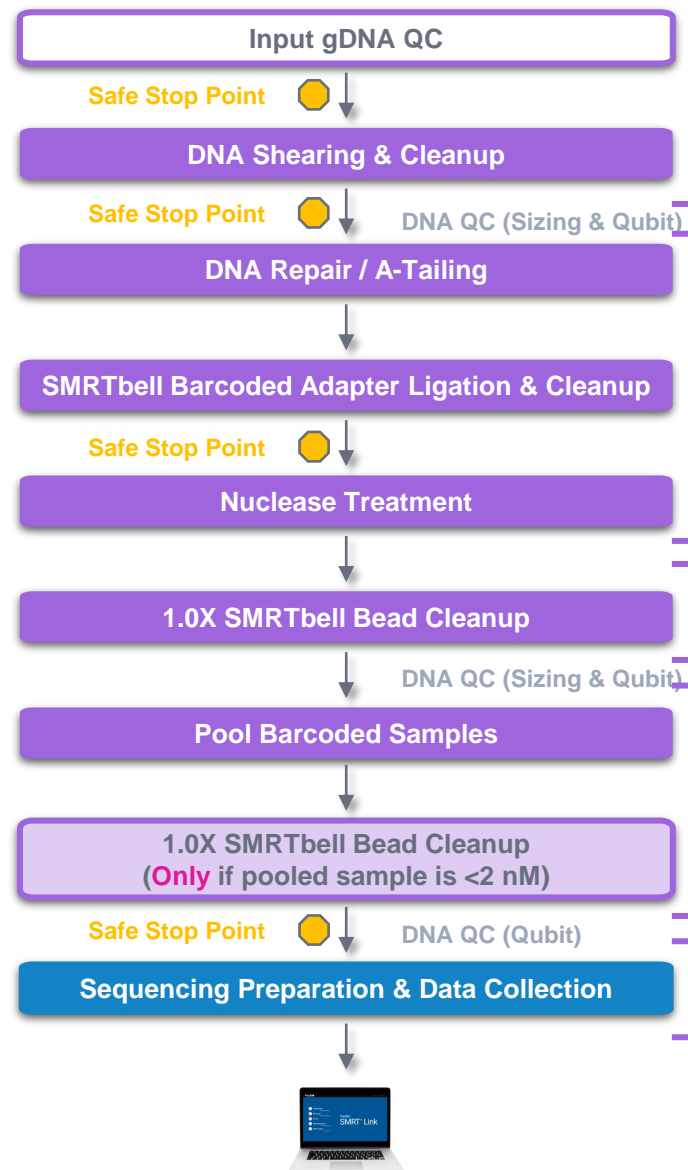 Input gDNA QC
Safe Stop Point
DNA Shearing & Cleanup
Safe Stop Point
DNA QC (Sizing & Qubit)
DNA Repair / A-Tailing
SMRTbell Barcoded Adapter Ligation & Cleanup
Safe Stop Point
Nuclease Treatment
1.0X SMRTbell Bead Cleanup
DNA QC (Sizing & Qubit)
Pool Barcoded Samples
1.0X SMRTbell Bead Cleanup
(Only if pooled sample is <2 nM)
Safe Stop Point
DNA QC (Qubit)
Sequencing Preparation & Data Collection
SMRT Link